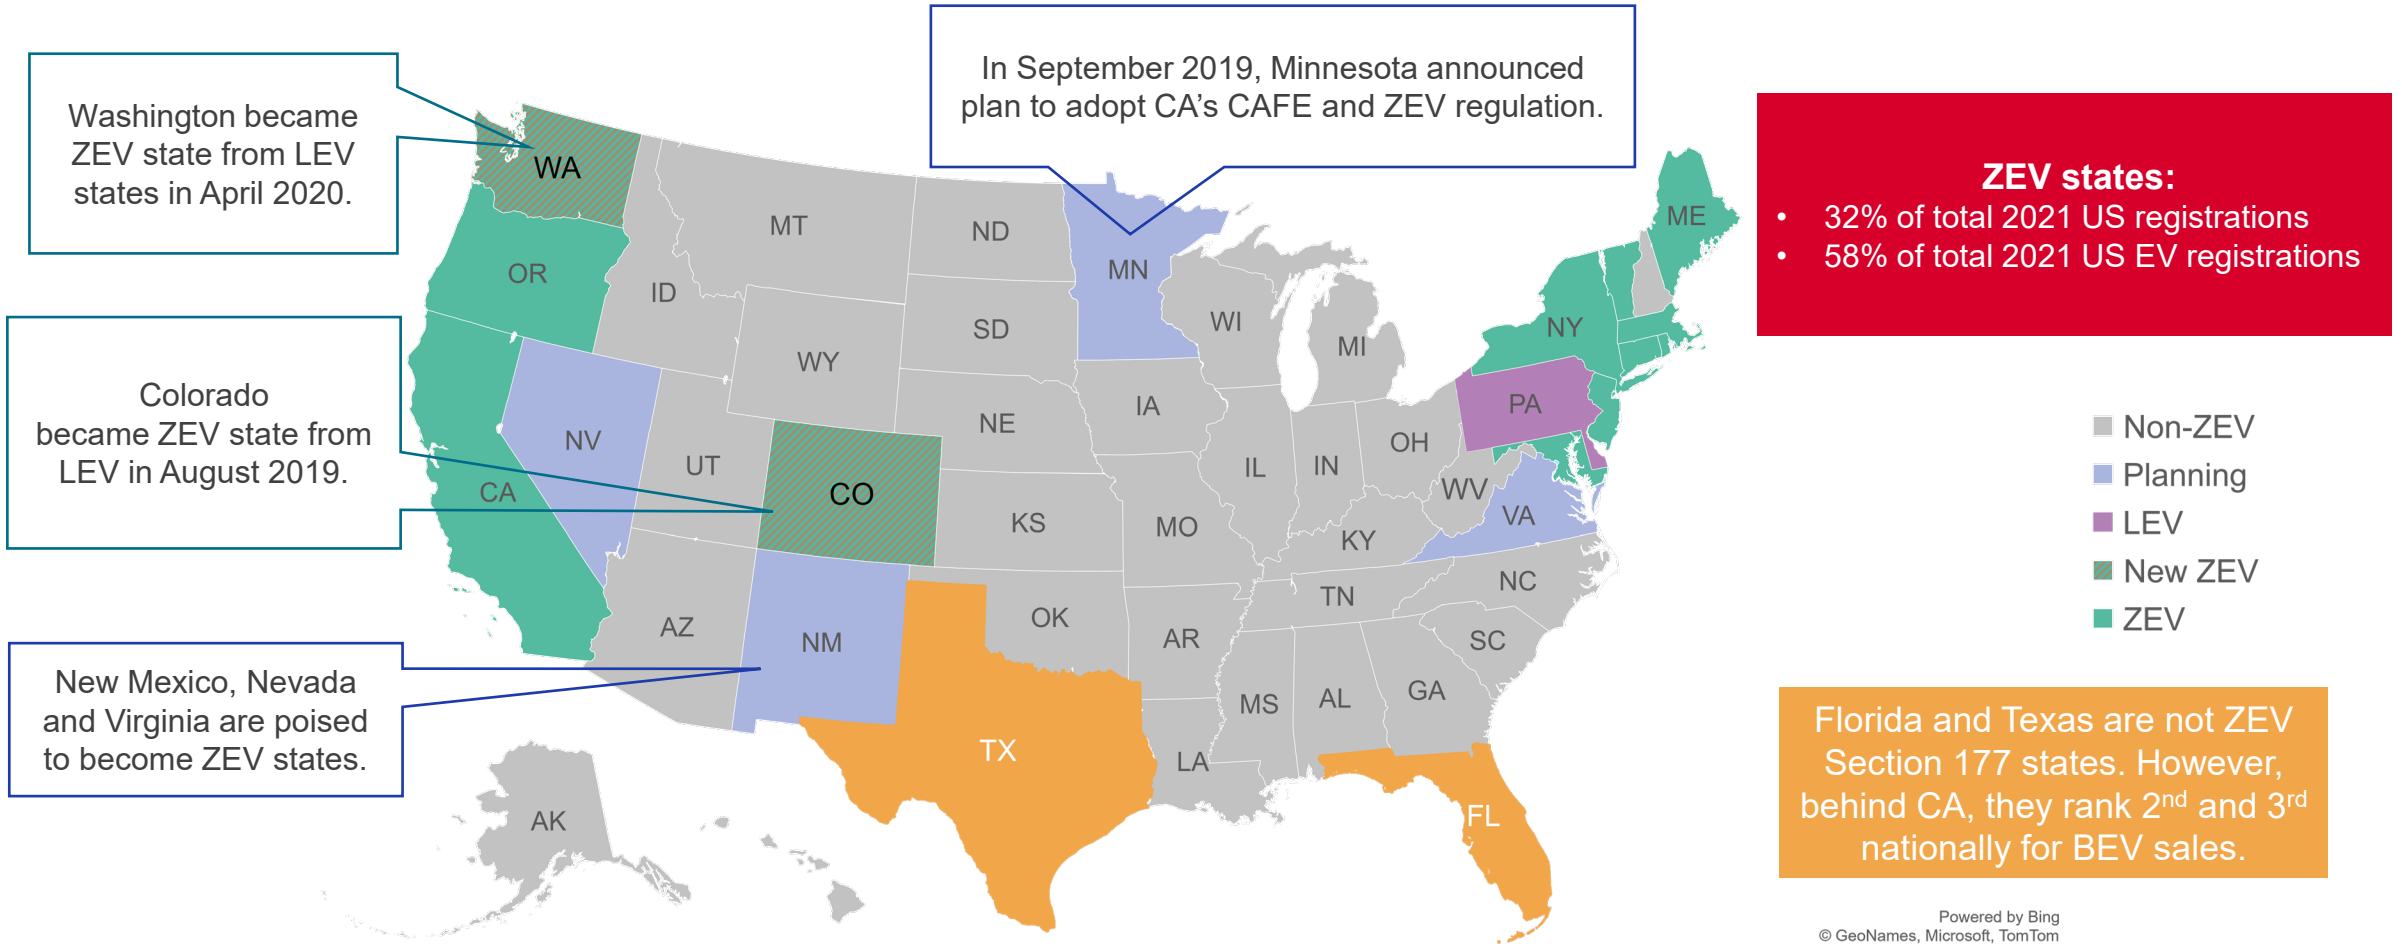 In September 2019, Minnesota announced
plan to adopt CA’s CAFE and ZEV regulation.
Washington became
ZEV state from LEV
states in April 2020.
ZEV states:
• 32% of total 2021 US registrations
• 58% of total 2021 US EV registrations
Colorado
became ZEV state from
LEV in August 2019.
New Mexico, Nevada
and Virginia are poised
to become ZEV states.
WA
MT
ND
MN
ME
OR
ID
SD
WI
MI
NY
WY
NV
UT
CO
NE
IA
IL
IN
OH
PA
CA
KS
MO
WV
VA
KY
AZ
NM
OK
AR
TN
NC
SC
TX
LA
MS
AL
GA
FL
AK
Non-ZEV
Planning
LEV
New ZEV
ZEV
Florida and Texas are not ZEV
Section 177 states. However,
behind CA, they rank 2nd and 3rd
nationally for BEV sales.
Powered by Bing
© GeoNames, Microsoft, TomTom